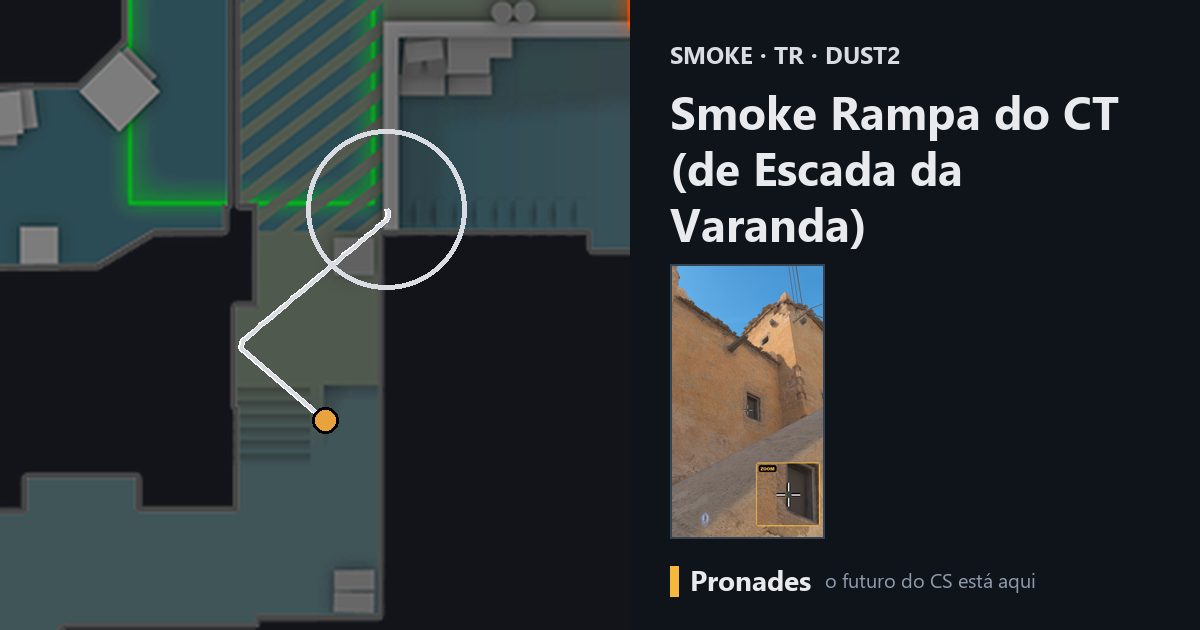 SMOKE · TR · DUST2
Smoke Rampa do CT
(de Escada da
Varanda)
ZOOM
Pronades o futuro do CS está aqui